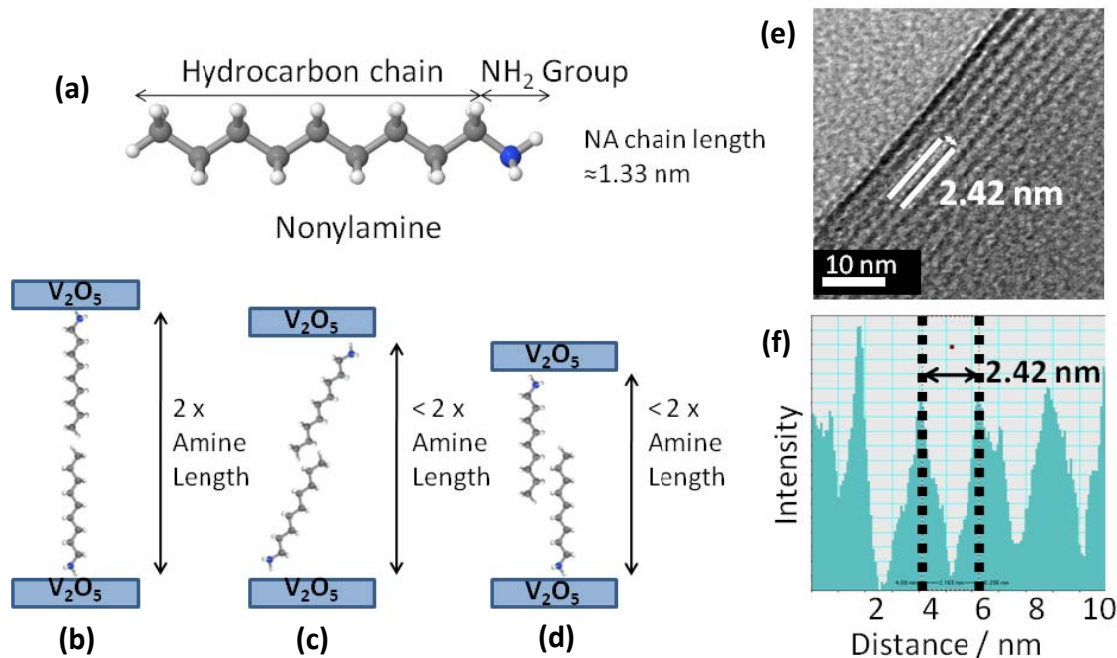 (a)
Hydrocarbon chain
NH₂ Group
NA chain length
≈1.33 nm
Nonylamine
V₂O₅
2 x
Amine
Length
V₂O₅
(b)
V₂O₅
< 2 x
Amine
Length
V₂O₅
(c)
V₂O₅
< 2 x
Amine
Length
V₂O₅
(d)
(e)
2.42 nm
10 nm
(f)
2.42 nm
Intensity
2 4 6 8 10
Distance / nm